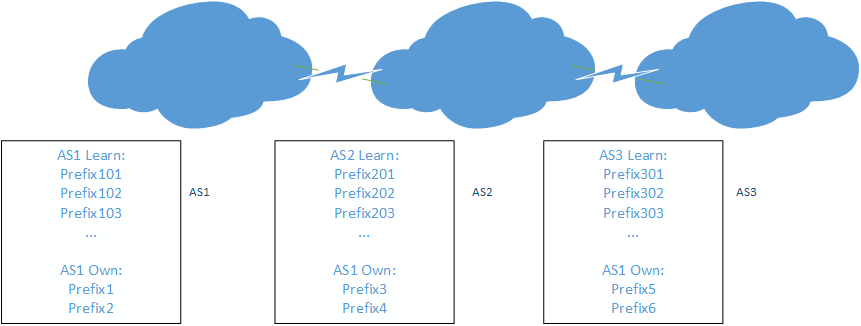 AS1 Learn:
Prefix101
Prefix102
Prefix103
...
AS1 Own:
Prefix1
Prefix2
AS1
AS2 Learn:
Prefix201
Prefix202
Prefix203
...
AS1 Own:
Prefix3
Prefix4
AS2
AS3 Learn:
Prefix301
Prefix302
Prefix303
...
AS1 Own:
Prefix5
Prefix6
AS3